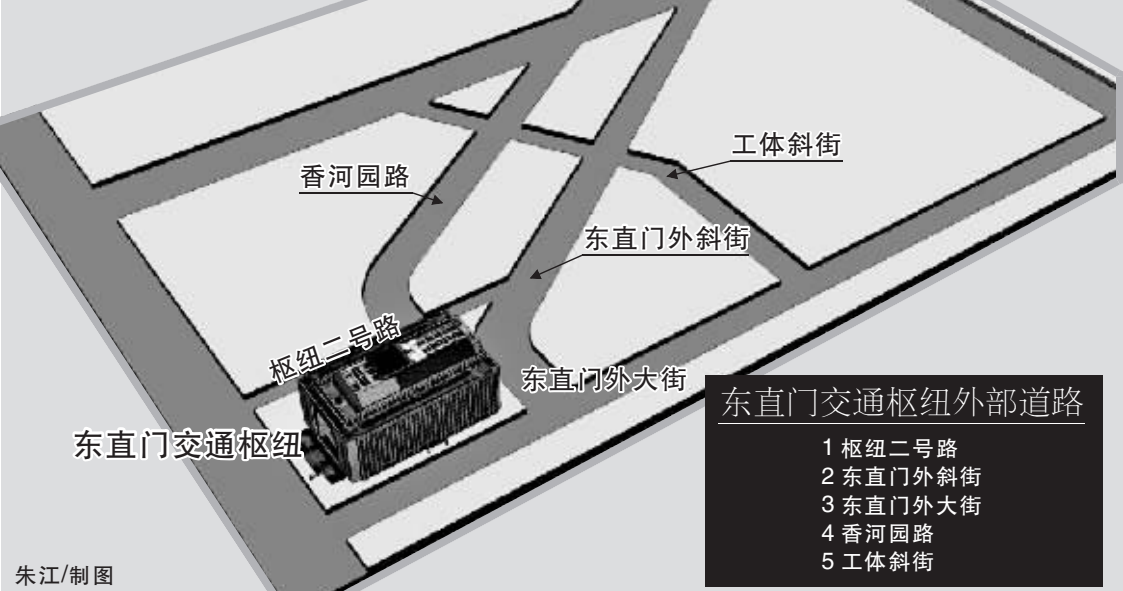 工体斜街
香河园路
东直门外斜街
枢纽二号路
东直门外大街
东直门交通枢纽
东直门交通枢纽外部道路
1 枢纽二号路
2 东直门外斜街
3 东直门外大街
4 香河园路
5 工体斜街
朱江/制图